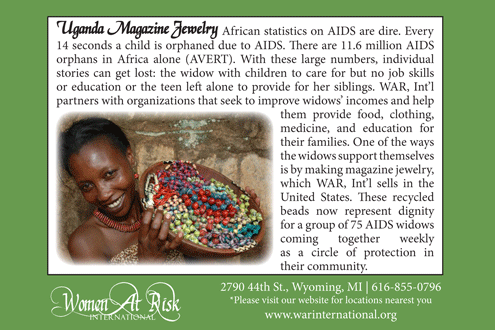 Uganda Magazine Jewelry African statistics on AIDS are dire. Every
14 seconds a child is orphaned due to AIDS. There are 11.6 million AIDS
orphans in Africa alone (AVERT). With these large numbers, individual
stories can get lost: the widow with children to care for but no job skills
or education or the teen left alone to provide for her siblings. WAR, Int'l
partners with organizations that seek to improve widows' incomes and help
them provide food, clothing,
medicine, and education for
their families. One of the ways
the widows support themselves
is by making magazine jewelry,
which WAR, Int'l sells in the
United States. These recycled
beads now represent dignity
for a group of 75 AIDS widows
coming together weekly
as a circle of protection in
their community.
Women At Risk
INTERNATIONAL
2790 44th St., Wyoming, MI | 616-855-0796
*Please visit our website for locations nearest you
www.warinternational.org